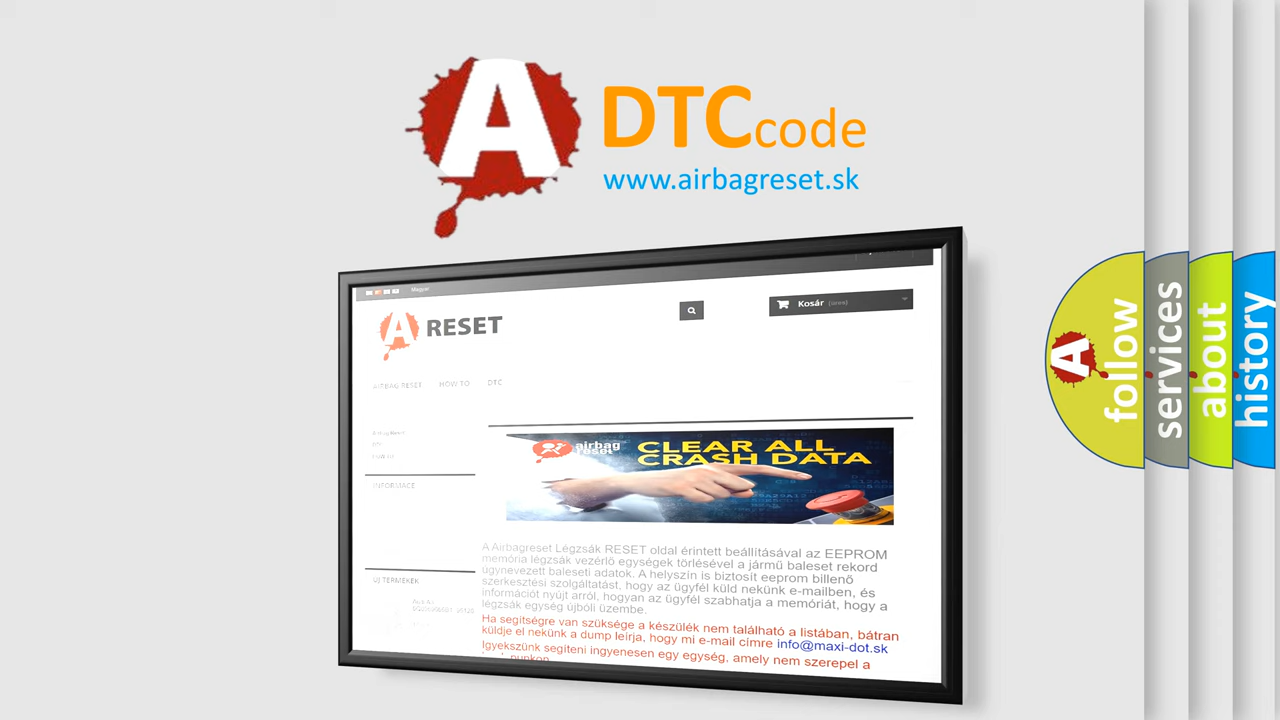 A
DTCcode
www.airbagreset.sk
Magyar
A RESET
Kosár (üres)
AIRBAG RESET HOW TO DTC
airbag
reset
CLEAR ALL
CRASH DATA
INFORMACE
A Airbagreset Légzsák RESET oldal érintett beállításával az EEPROM
memória légzsák vezérlő egységek törlésével a jármű baleset rekord
úgynevezett baleseti adatok. A helyszín is biztosít eeprom billenő
szerkesztési szolgáltatást, hogy az ügyfél küld nekünk e-mailben, és
információt nyújt arról, hogyan az ügyfél szabhatja a memóriát, hogy a
légzsák egység újbóli üzembe.
Ha segítségre van szüksége a készülék nem található a listában, bátran
küldje el nekünk a dump leírja, hogy mi e-mail címre info@maxi-dot.sk
Igyekszünk segíteni ingyenesen egy egység, amely nem szerepel a
ÚJ TERMÉKEK
A
follow
services
about
history